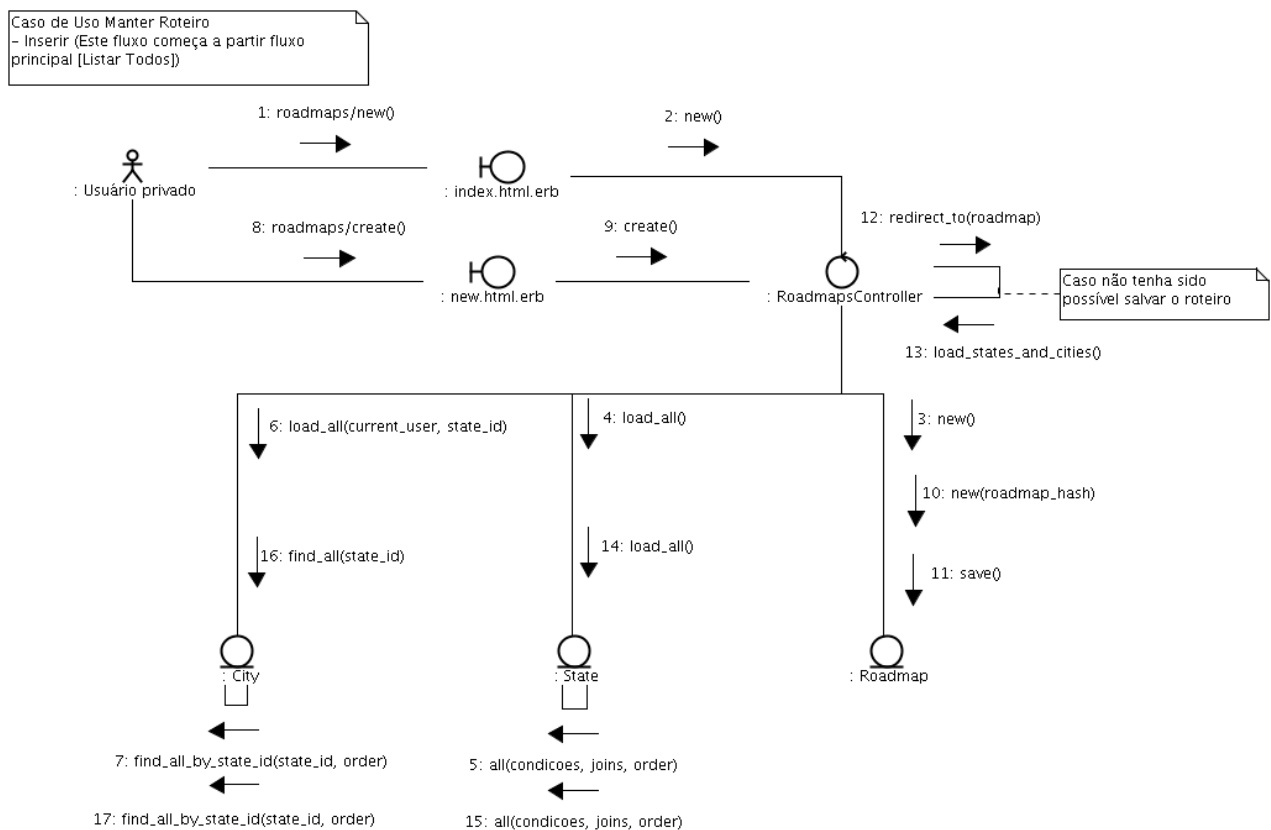 Caso de Uso Manter Roteiro
– Inserir (Este fluxo começa a partir fluxo
principal [Listar Todos])
1: roadmaps/new()
2: new()
: Usuário privado
: index.html.erb
8: roadmaps/create()
9: create()
12: redirect_to(roadmap)
: new.html.erb
: RoadmapsController
Caso não tenha sido
possível salvar o roteiro
13: load_states_and_cities()
6: load_all(current_user, state_id)
4: load_all()
3: new()
10: new(roadmap_hash)
16: find_all(state_id)
14: load_all()
11: save()
: City
: State
: Roadmap
7: find_all_by_state_id(state_id, order)
5: all(condicoes, joins, order)
17: find_all_by_state_id(state_id, order)
15: all(condicoes, joins, order)